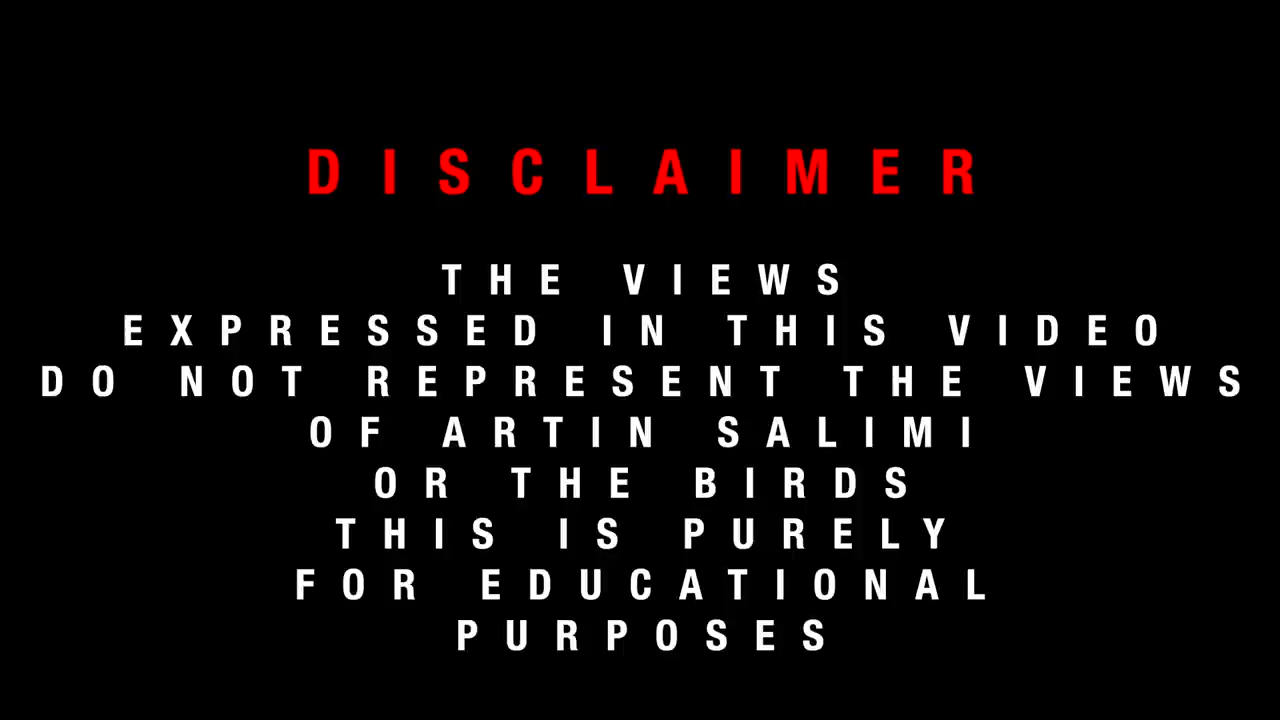 DISCLAIMER
THE VIEWS
EXPRESSED IN THIS VIDEO
DO NOT REPRESENT THE VIEWS
OF ARTIN SALIMI
OR THE BIRDS
THIS IS PURELY
FOR EDUCATIONAL
PURPOSES